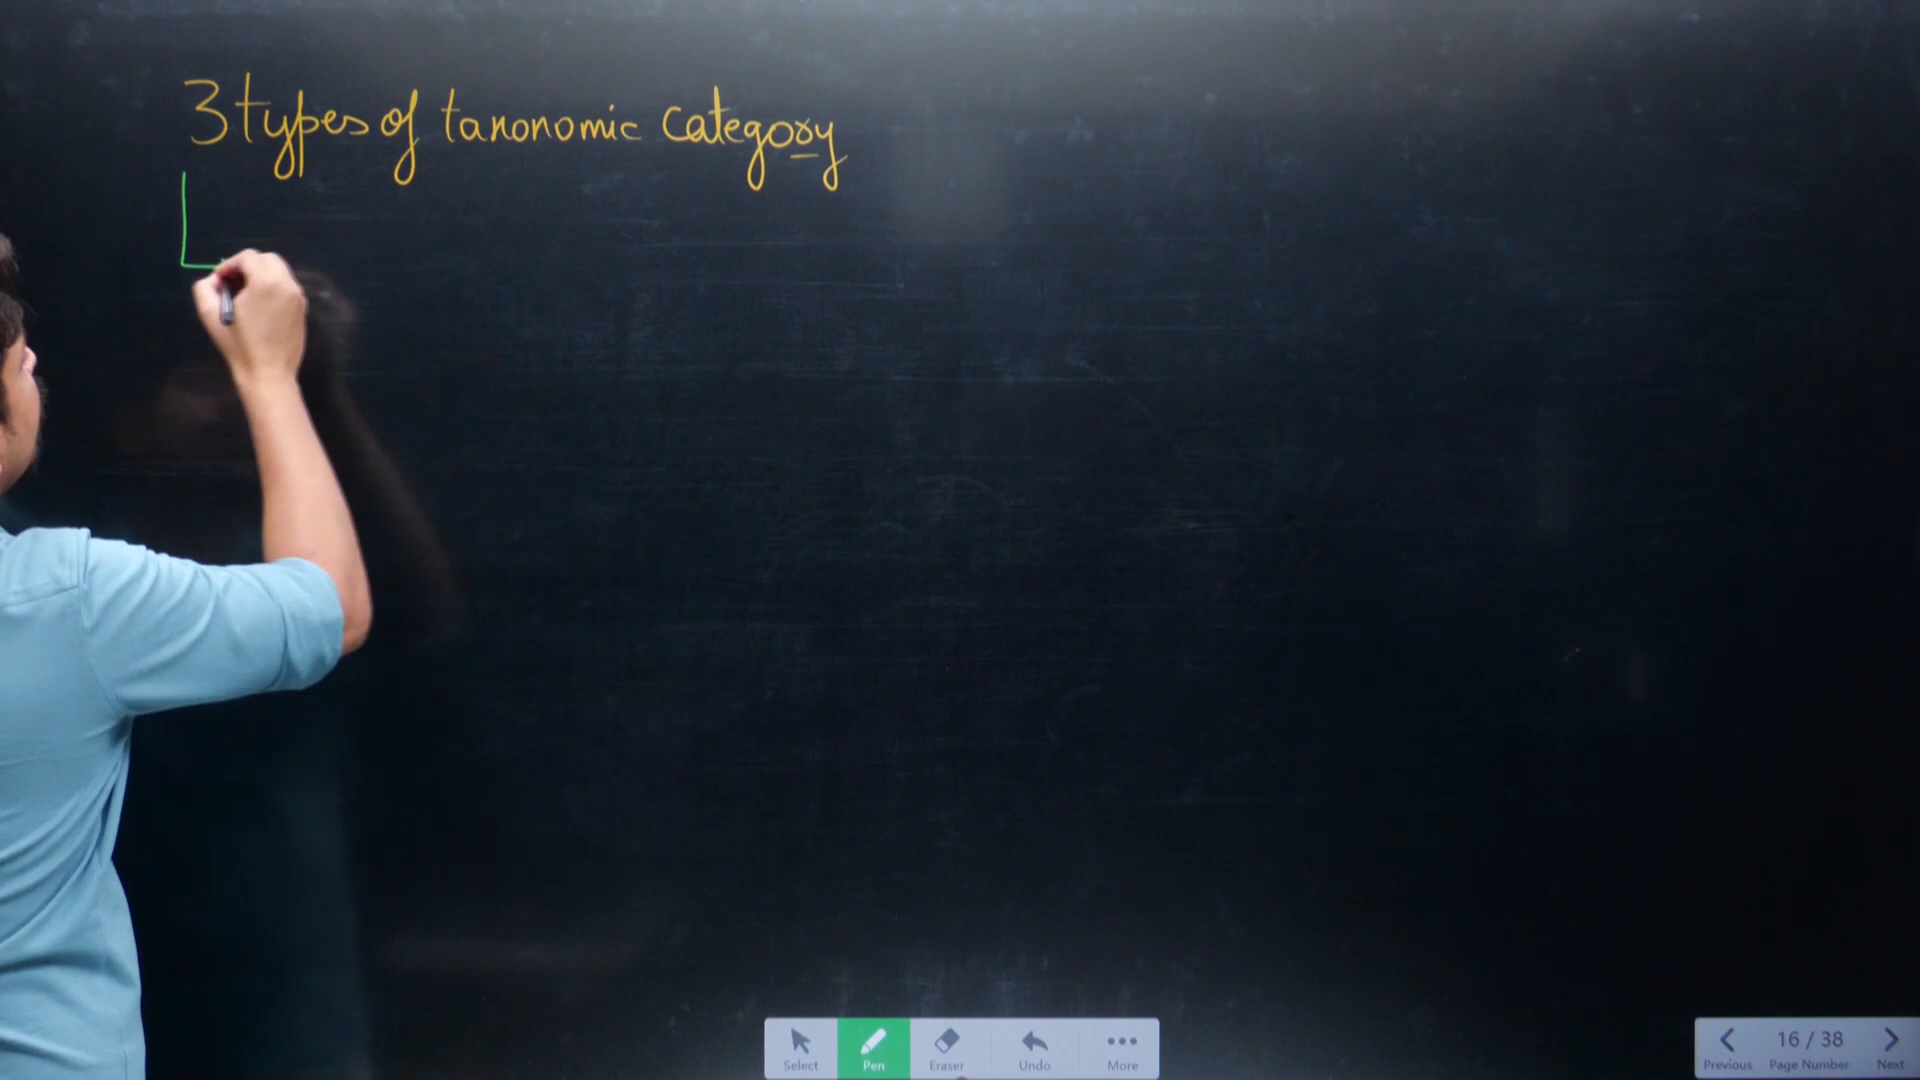 3 types of taxonomic category
Select
Pen
Eraser
Undo
More
Previous
16 / 38
Page Number
Next